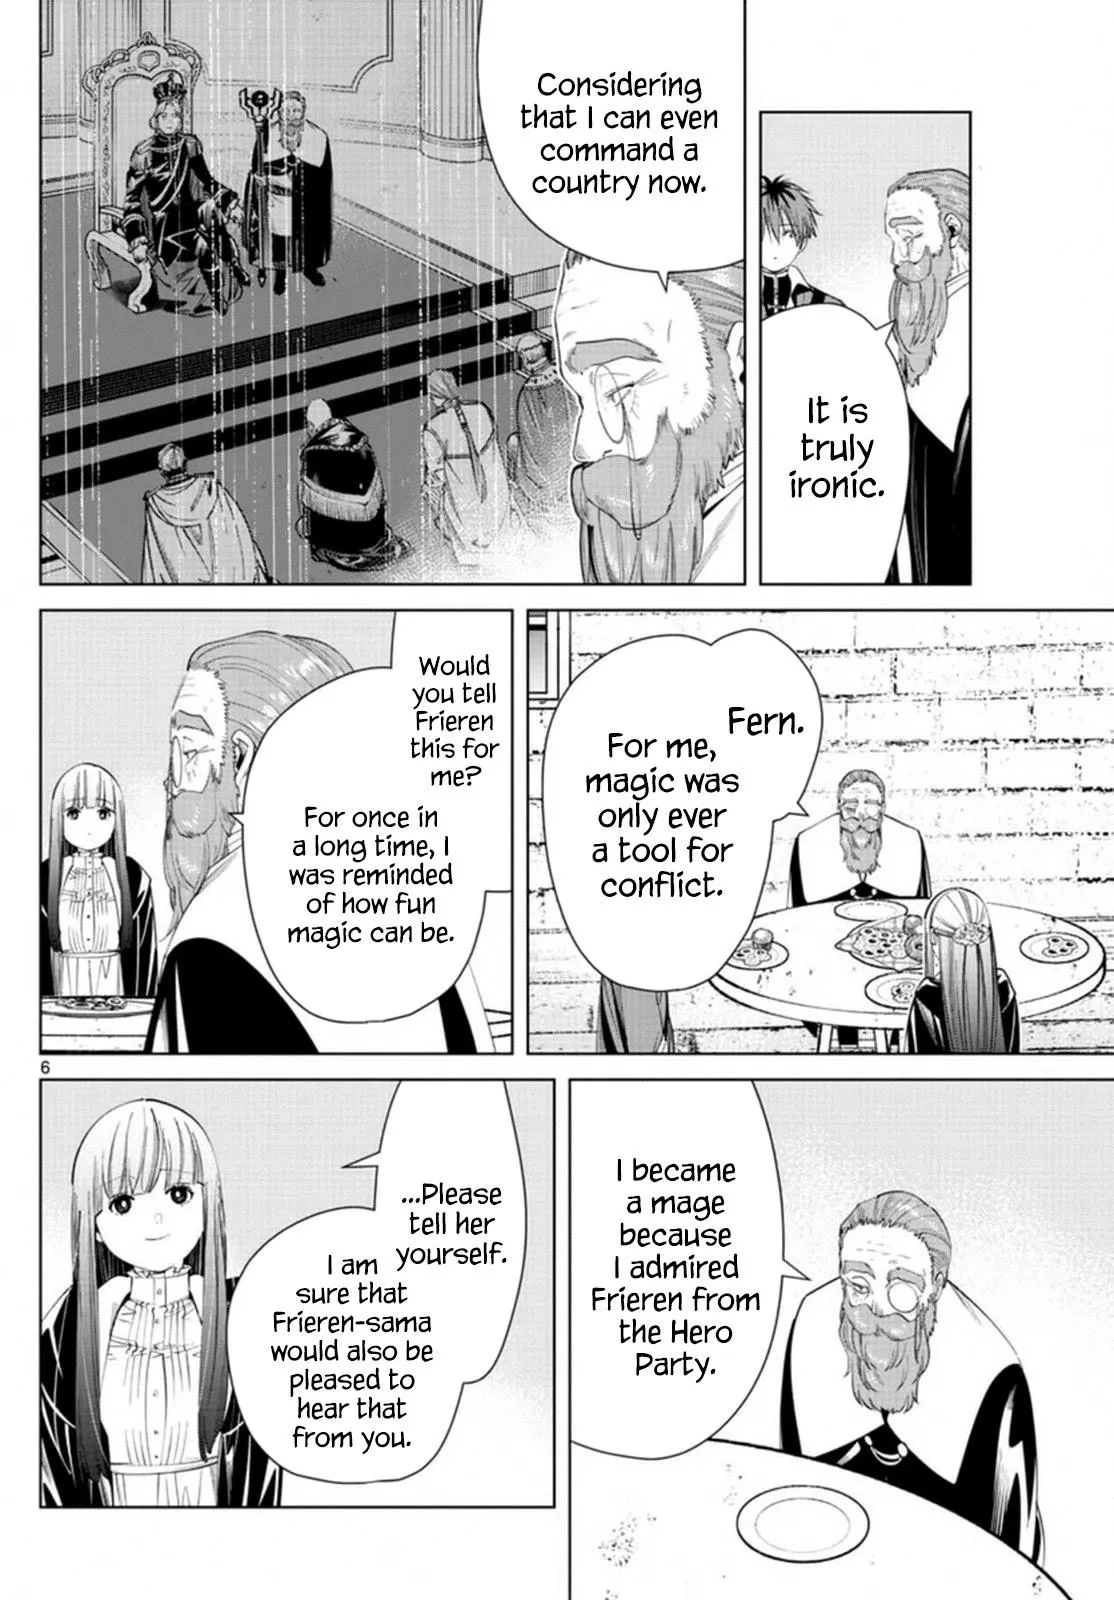 It is
truly
ironic.
Considering
that I can even
command a
country now.
Fern.
For me,
magic was
only ever
a tool for
conflict.
Would
you tell
Frieren
this for
me?
For once in
a long time, I
was reminded
of how fun
magic can be.
6
I became
a mage
because
I admired
Frieren from
the Hero
Party.
...Please
tell her
yourself.
I am
sure that
Frieren-sama
would also be
pleased to
hear that
from you.